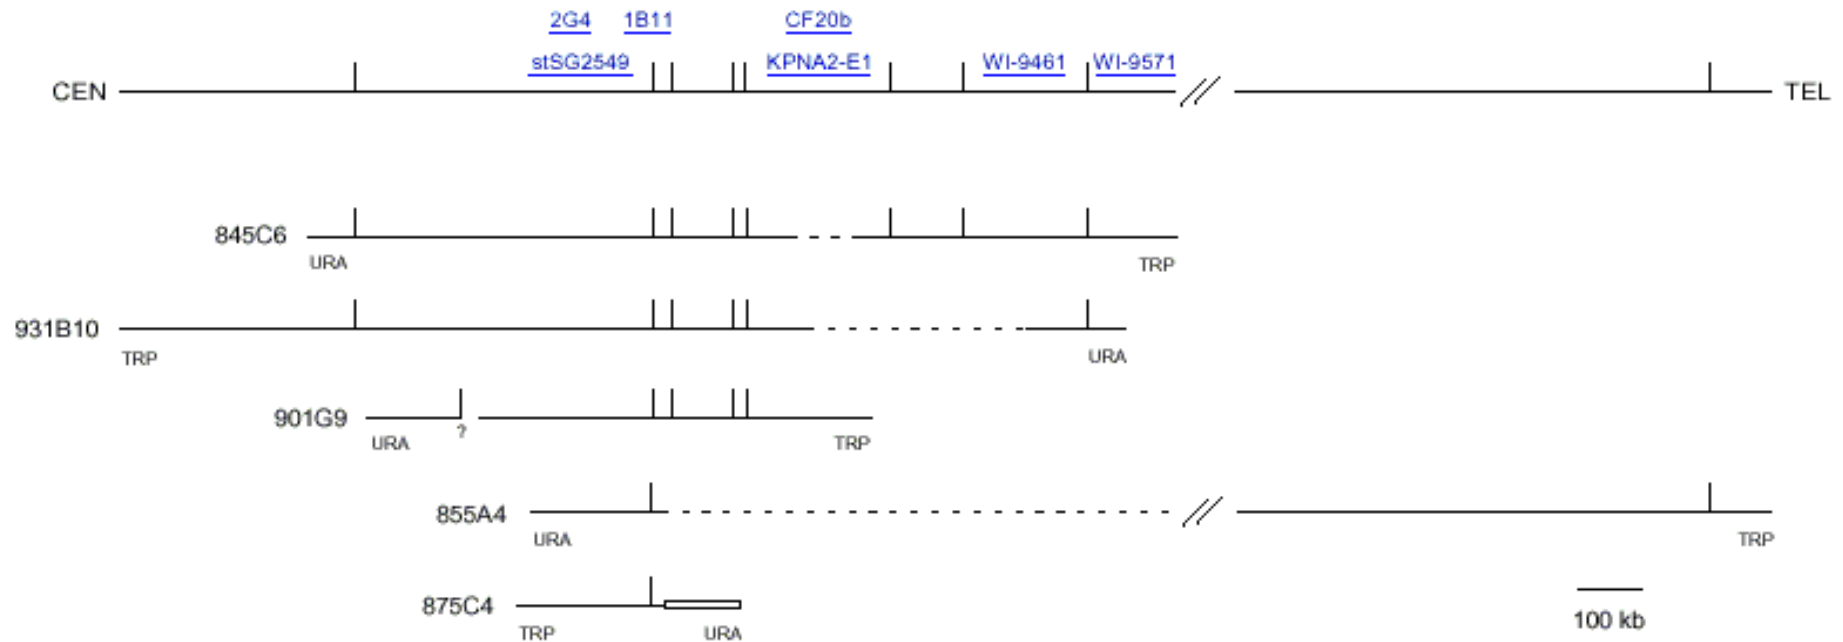 2G4 1B11 CF20b
stSG2549 KPNA2-E1 WI-9461 WI-9571
CEN TEL
845C6
URA TRP
931B10
TRP URA
901G9
?
URA TRP
855A4
URA TRP
875C4
100 kb
TRP URA